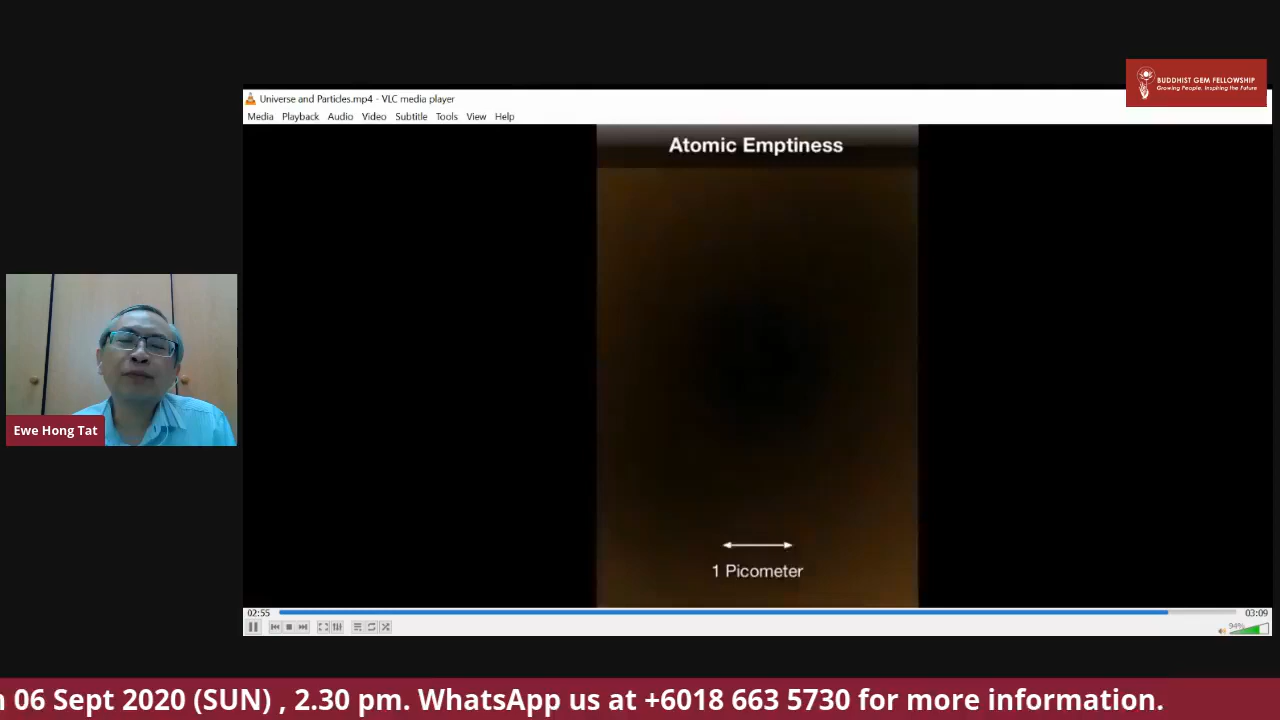 BUDDHIST GEM FELLOWSHIP
Growing People, Inspiring the Future
Universe and Particles.mp4 - VLC media player
Media Playback Audio Video Subtitle Tools View Help
Atomic Emptiness
1 Picometer
Ewe Hong Tat
02:55
03:09
94%
06 Sept 2020 (SUN) , 2.30 pm. WhatsApp us at +6018 663 5730 for more information.